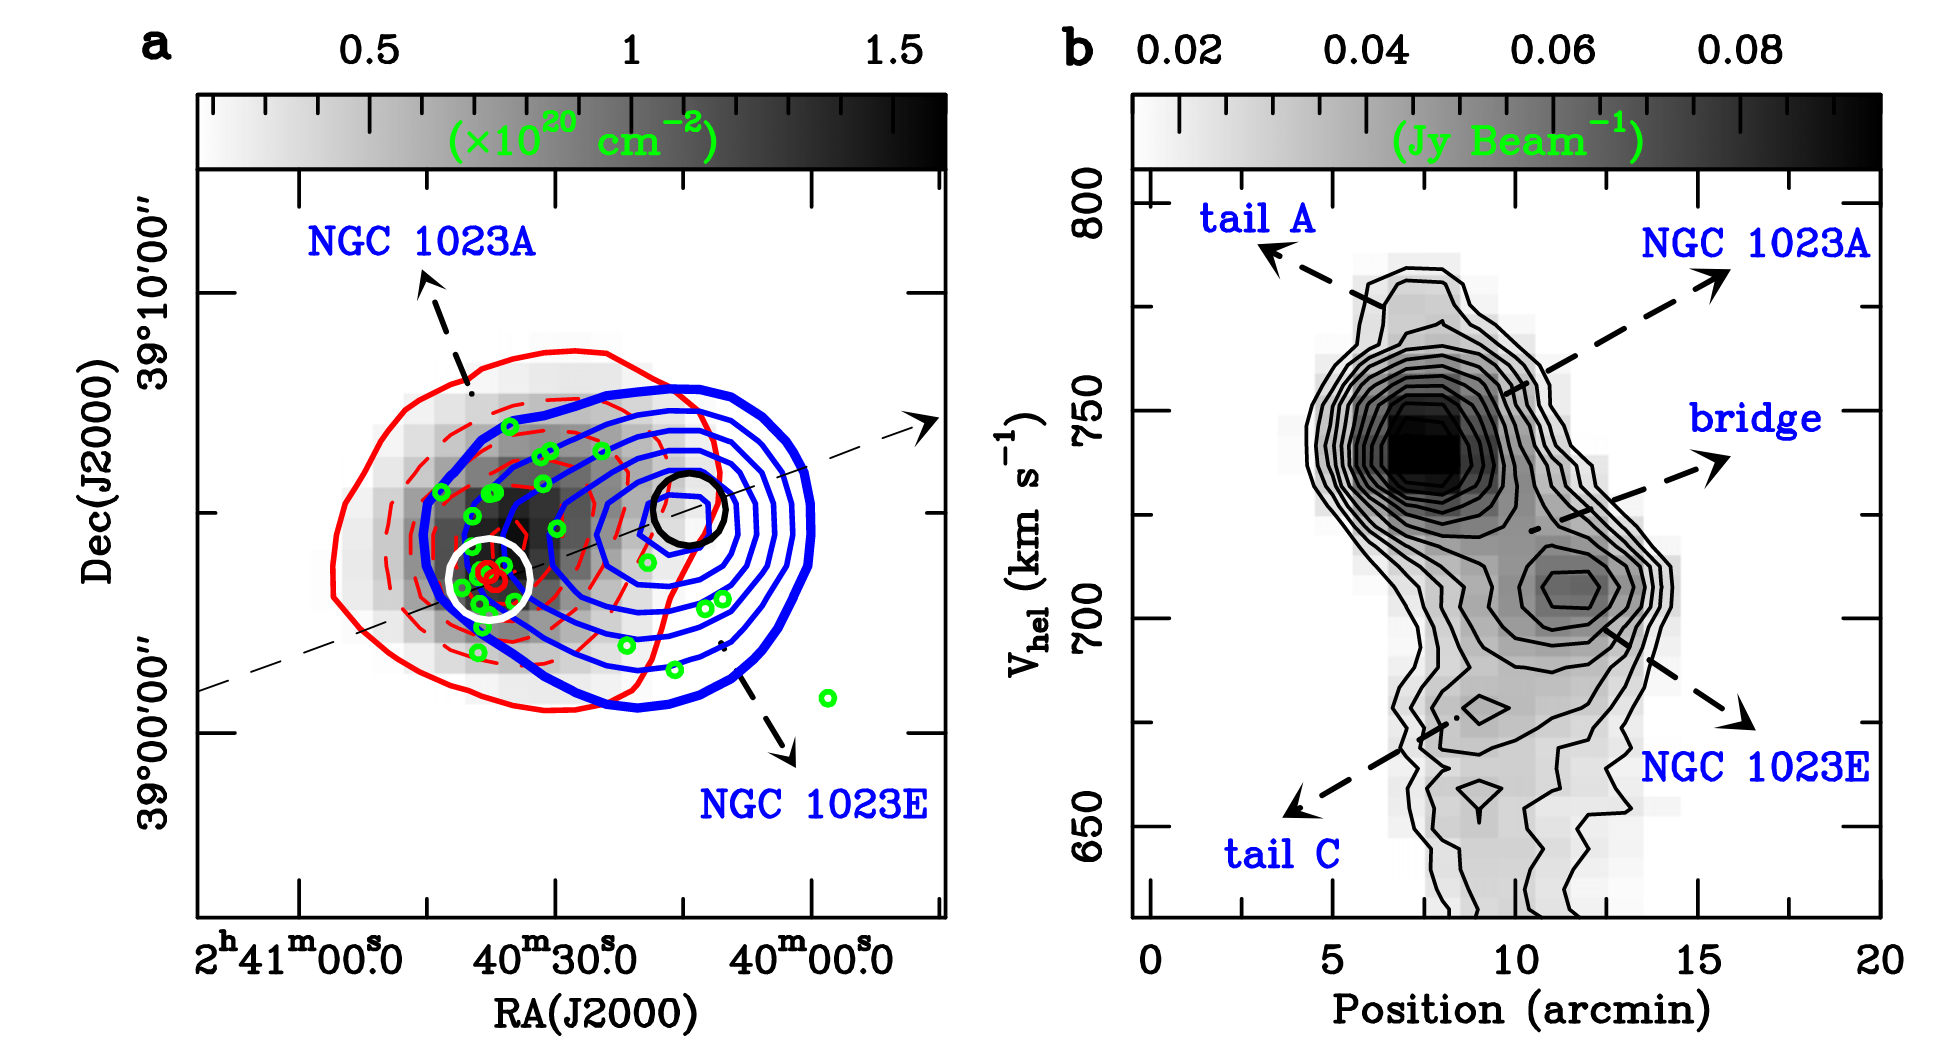 a
0.5 1 1.5
(×10²⁰ cm⁻²)
NGC 1023A
NGC 1023E
39°10′00″
39°00′00″
Dec(J2000)
2ʰ41ᵐ00ˢ.0 40ᵐ30ˢ.0 40ᵐ00ˢ.0
RA(J2000)
b
0.02 0.04 0.06 0.08
(Jy Beam⁻¹)
tail A
NGC 1023A
bridge
NGC 1023E
tail C
800
750
700
650
V_hel (km s⁻¹)
0 5 10 15 20
Position (arcmin)